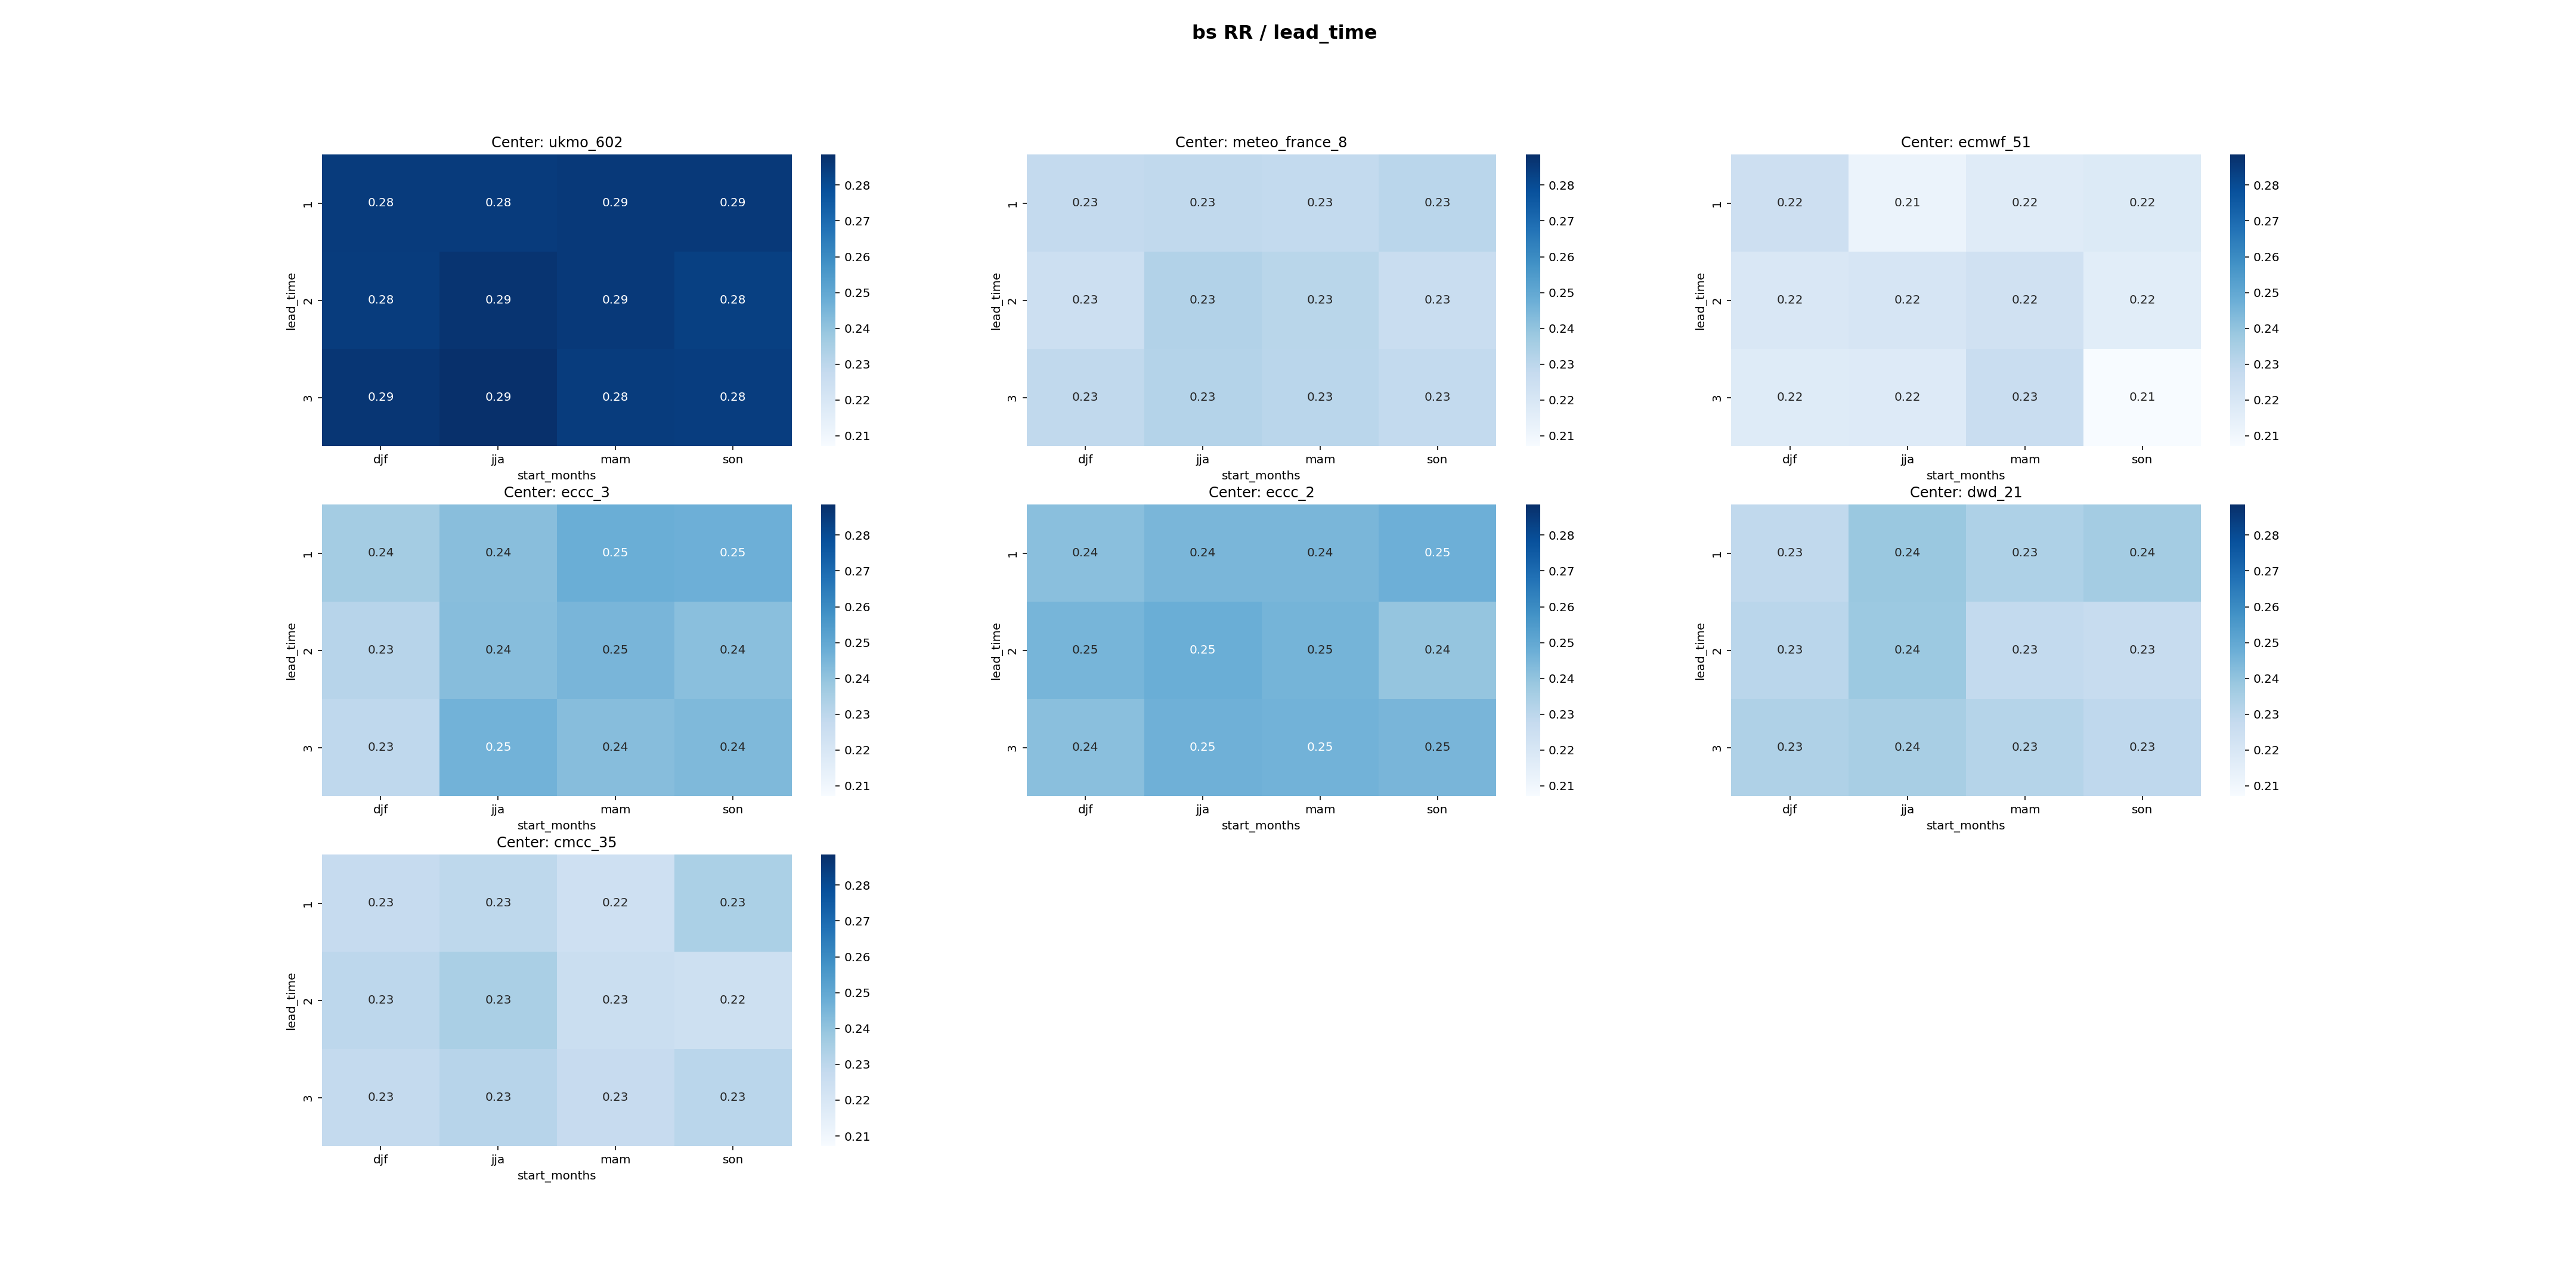 bs RR / lead_time
Center: ukmo_602
0.28 0.28 0.29 0.29
0.28 0.29 0.29 0.28
0.29 0.29 0.28 0.28
1
2
3
lead_time
djf jja mam son
start_months
0.28
0.27
0.26
0.25
0.24
0.23
0.22
0.21
Center: meteo_france_8
0.23 0.23 0.23 0.23
0.23 0.23 0.23 0.23
0.23 0.23 0.23 0.23
1
2
3
lead_time
djf jja mam son
start_months
0.28
0.27
0.26
0.25
0.24
0.23
0.22
0.21
Center: ecmwf_51
0.22 0.21 0.22 0.22
0.22 0.22 0.22 0.22
0.22 0.22 0.23 0.21
1
2
3
lead_time
djf jja mam son
start_months
0.28
0.27
0.26
0.25
0.24
0.23
0.22
0.21
Center: eccc_3
0.24 0.24 0.25 0.25
0.23 0.24 0.25 0.24
0.23 0.25 0.24 0.24
1
2
3
lead_time
djf jja mam son
start_months
0.28
0.27
0.26
0.25
0.24
0.23
0.22
0.21
Center: eccc_2
0.24 0.24 0.24 0.25
0.25 0.25 0.25 0.24
0.24 0.25 0.25 0.25
1
2
3
lead_time
djf jja mam son
start_months
0.28
0.27
0.26
0.25
0.24
0.23
0.22
0.21
Center: dwd_21
0.23 0.24 0.23 0.24
0.23 0.24 0.23 0.23
0.23 0.24 0.23 0.23
1
2
3
lead_time
djf jja mam son
start_months
0.28
0.27
0.26
0.25
0.24
0.23
0.22
0.21
Center: cmcc_35
0.23 0.23 0.22 0.23
0.23 0.23 0.23 0.22
0.23 0.23 0.23 0.23
1
2
3
lead_time
djf jja mam son
start_months
0.28
0.27
0.26
0.25
0.24
0.23
0.22
0.21